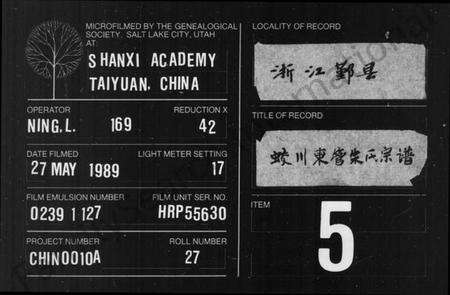 MICROFILMED BY THE GENEALOGICAL
SOCIETY. SALT LAKE CITY, UTAH
AT:
SHANXI ACADEMY
TAIYUAN. CHINA
OPERATOR
REDUCTION X
NING, L. 169
42
DATE FILMED
LIGHT METER SETTING
27 MAY 1989
17
FILM EMULSION NUMBER
FILM UNIT SER. NO.
0239 1 127
HRP55630
PROJECT NUMBER
ROLL NUMBER
CHIN0010A
27
LOCALITY OF RECORD
浙江鄞县
TITLE OF RECORD
蛟川東管朱氏宗谱
ITEM
5